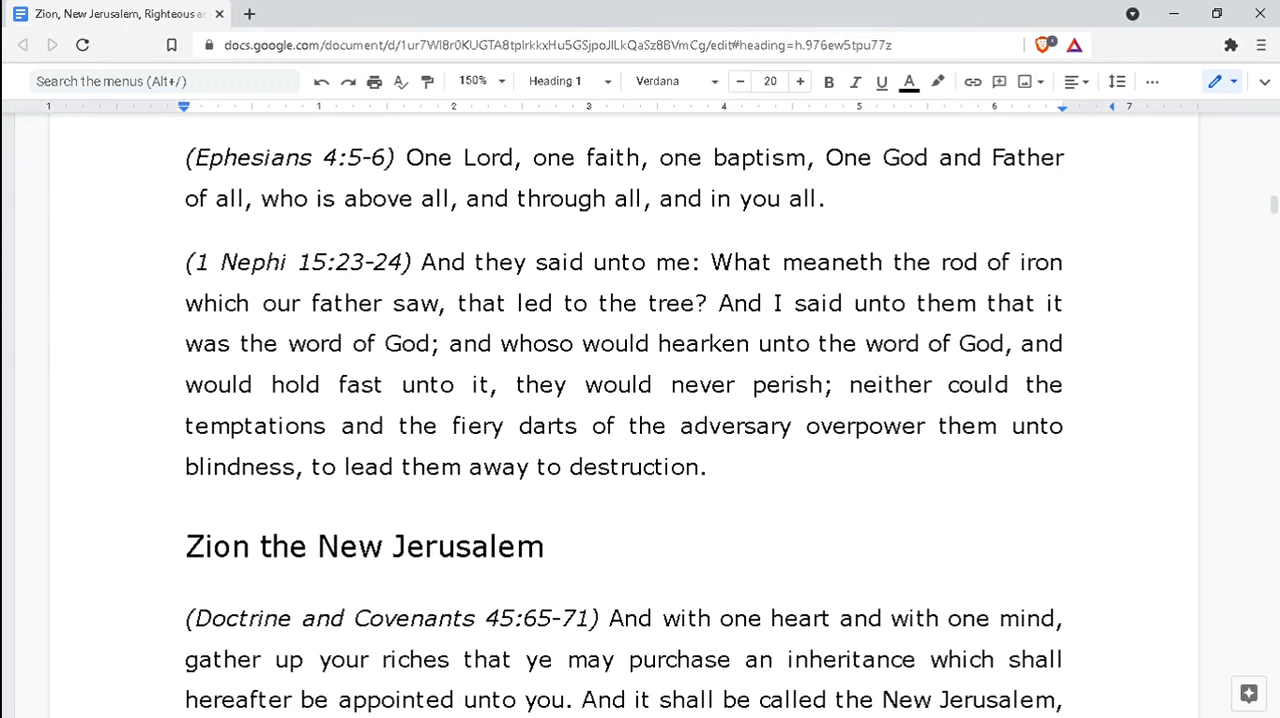 Zion, New Jerusalem, Righteous a
docs.google.com/document/d/1ur7Wl8r0KUGTA8tplrkkxHu5GSjpoJlLkQaSz8BVmCg/edit#heading=h.976ew5tpu77z
Search the menus (Alt+/) 150% Heading 1 Verdana 20 B I U A
1 1 2 3 4 5 6 7
(Ephesians 4:5-6) One Lord, one faith, one baptism, One God and Father
of all, who is above all, and through all, and in you all.
(1 Nephi 15:23-24) And they said unto me: What meaneth the rod of iron
which our father saw, that led to the tree? And I said unto them that it
was the word of God; and whoso would hearken unto the word of God, and
would hold fast unto it, they would never perish; neither could the
temptations and the fiery darts of the adversary overpower them unto
blindness, to lead them away to destruction.
Zion the New Jerusalem
(Doctrine and Covenants 45:65-71) And with one heart and with one mind,
gather up your riches that ye may purchase an inheritance which shall
hereafter be appointed unto you. And it shall be called the New Jerusalem,